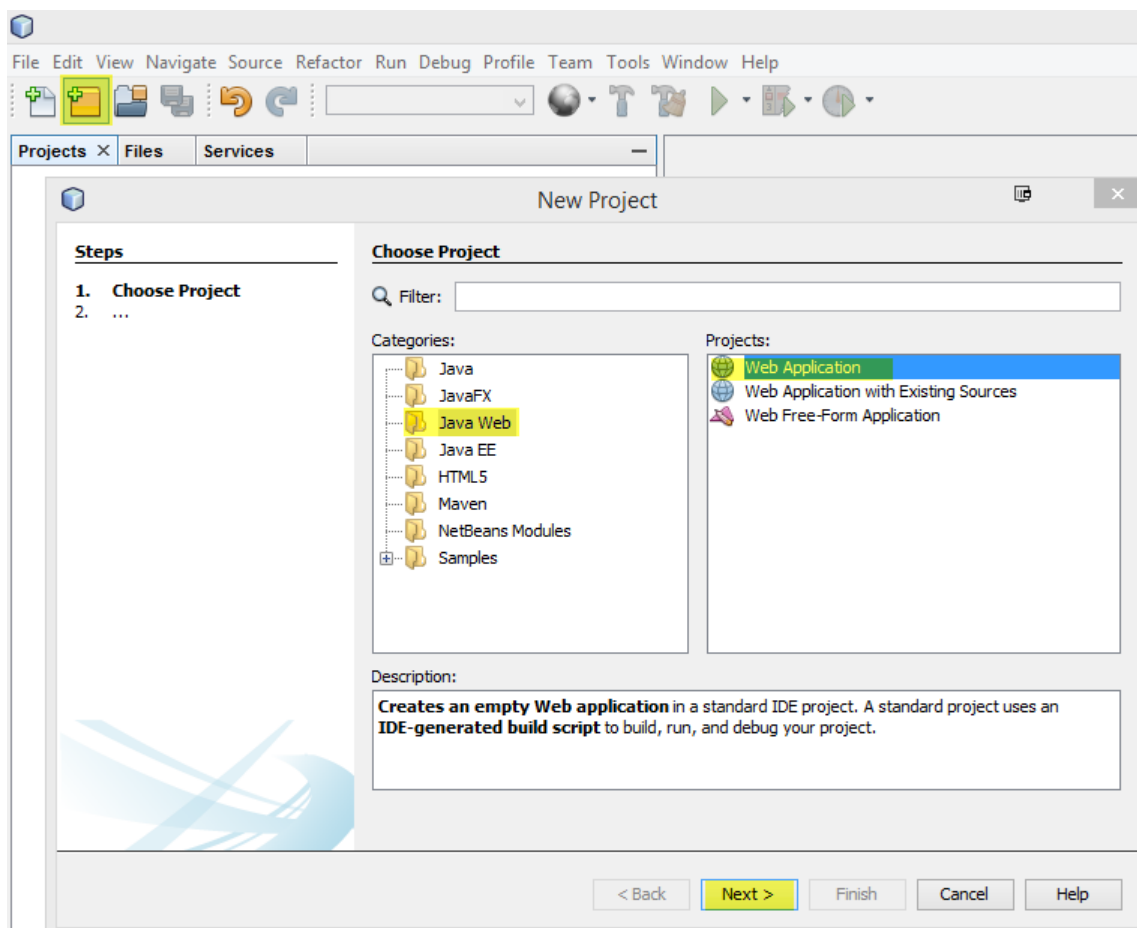 File Edit View Navigate Source Refactor Run Debug Profile Team Tools Window Help
Projects Files Services
New Project
Steps
1. Choose Project
2. ...
Choose Project
Filter:
Categories:
Java
JavaFX
Java Web
Java EE
HTML5
Maven
NetBeans Modules
Samples
Projects:
Web Application
Web Application with Existing Sources
Web Free-Form Application
Description:
Creates an empty Web application in a standard IDE project. A standard project uses an
IDE-generated build script to build, run, and debug your project.
< Back Next > Finish Cancel Help